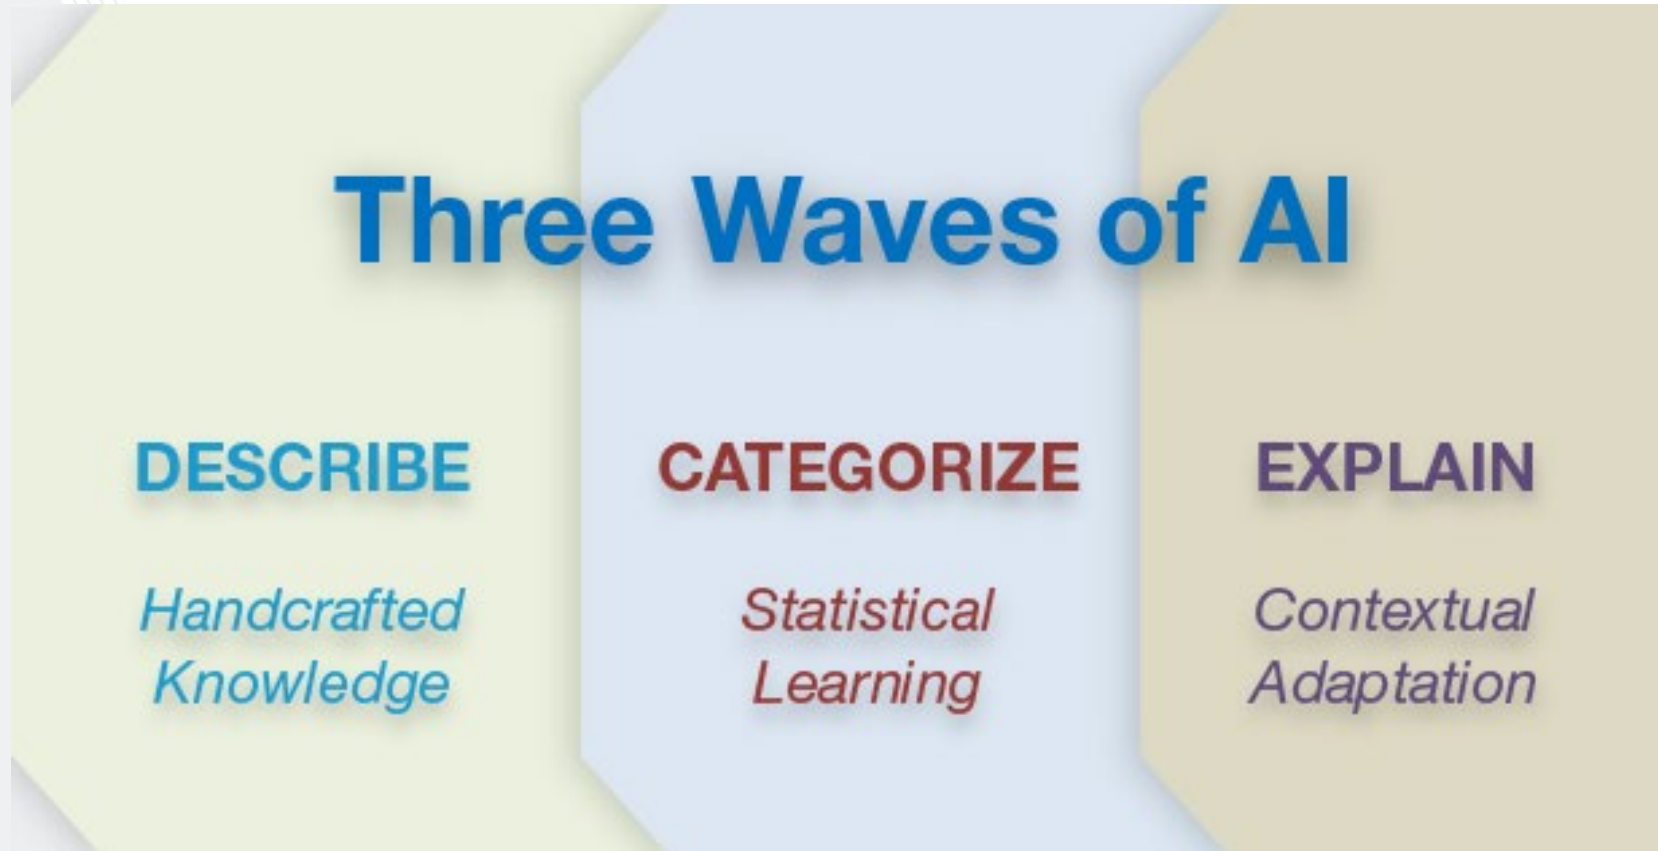 Three Waves of AI
DESCRIBE
Handcrafted
Knowledge
CATEGORIZE
Statistical
Learning
EXPLAIN
Contextual
Adaptation